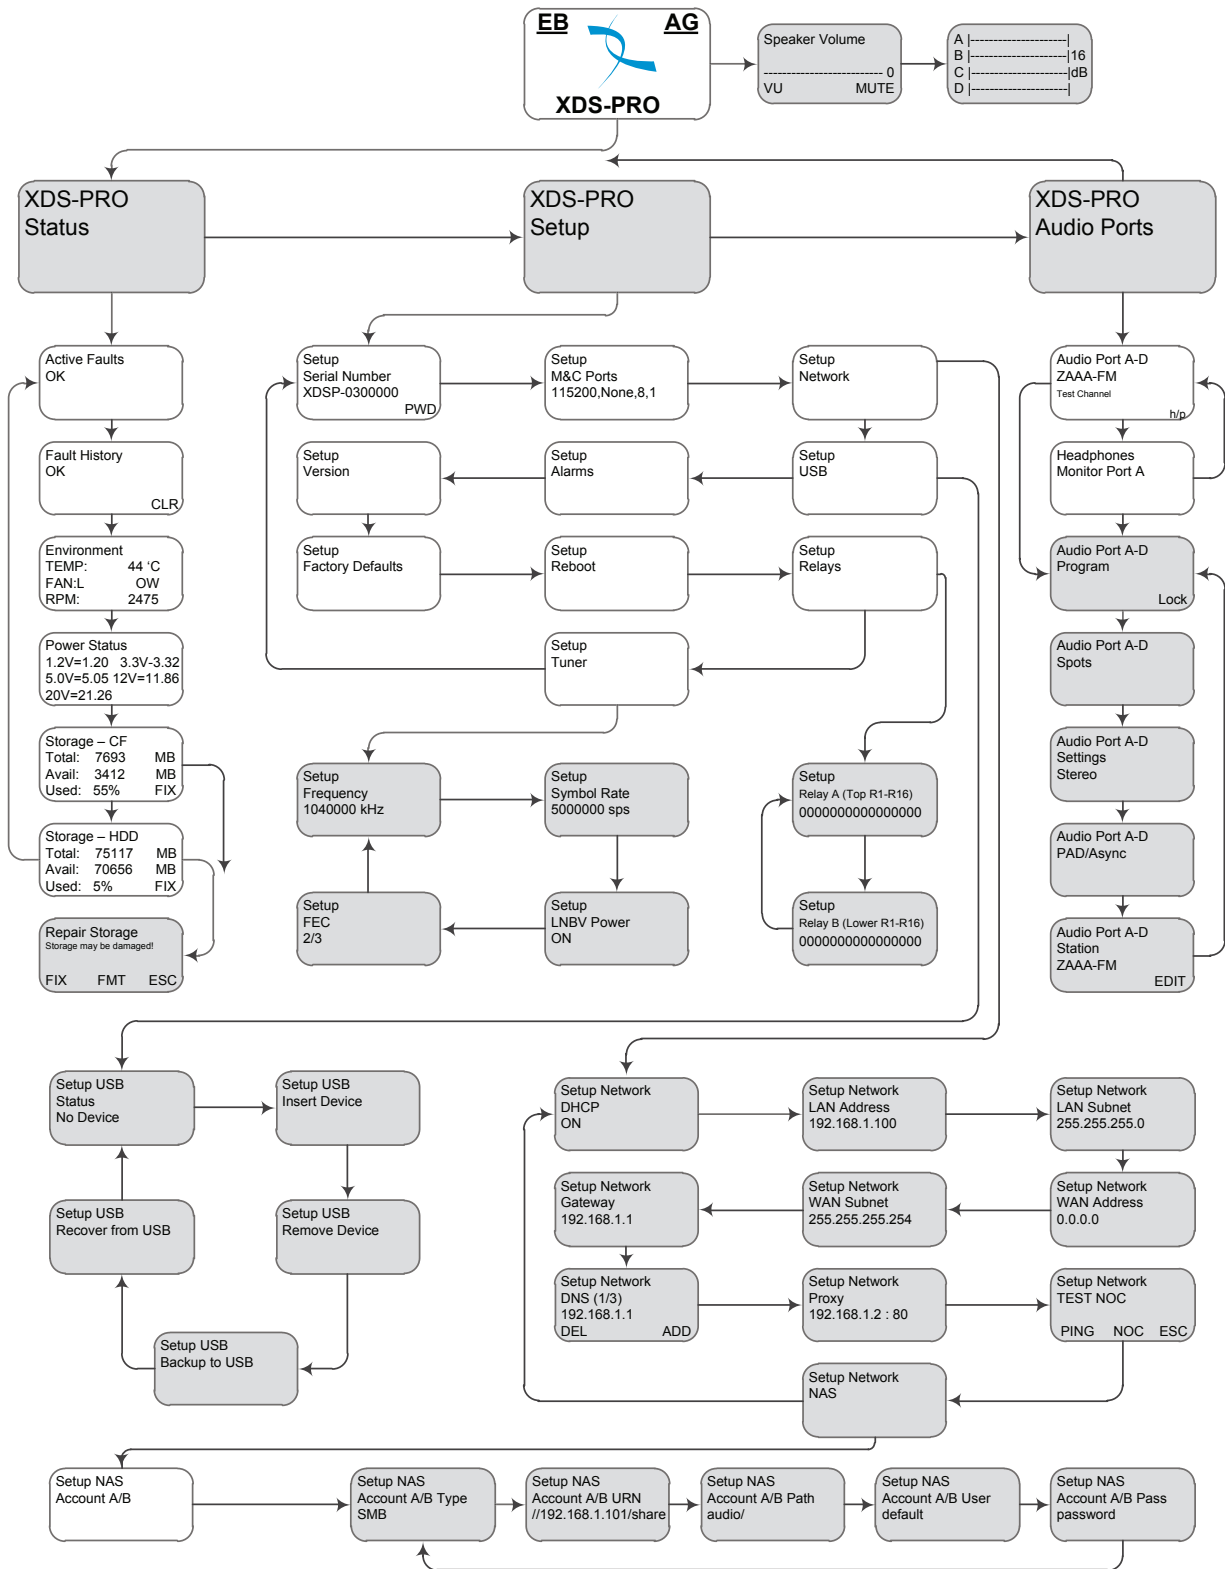 EB AG
XDS-PRO
Speaker Volume
-------------------------- 0
VU MUTE
A |---------------------|
B |---------------------|16
C |---------------------|dB
D |---------------------|
XDS-PRO
Status
XDS-PRO
Setup
XDS-PRO
Audio Ports
Active Faults
OK
Fault History
OK
CLR
Environment
TEMP: 44 ‘C
FAN:L OW
RPM: 2475
Power Status
1.2V=1.20 3.3V-3.32
5.0V=5.05 12V=11.86
20V=21.26
Storage – CF
Total: 7693 MB
Avail: 3412 MB
Used: 55% FIX
Storage – HDD
Total: 75117 MB
Avail: 70656 MB
Used: 5% FIX
Repair Storage
Storage may be damaged!
FIX FMT ESC
Setup
Serial Number
XDSP-0300000
PWD
Setup
M&C Ports
115200,None,8,1
Setup
Network
Setup
Version
Setup
Alarms
Setup
USB
Setup
Factory Defaults
Setup
Reboot
Setup
Relays
Setup
Tuner
Setup
Frequency
1040000 kHz
Setup
Symbol Rate
5000000 sps
Setup
Relay A (Top R1-R16)
0000000000000000
Setup
FEC
2/3
Setup
LNBV Power
ON
Setup
Relay B (Lower R1-R16)
0000000000000000
Audio Port A-D
ZAAA-FM
Test Channel
h/p
Headphones
Monitor Port A
Audio Port A-D
Program
Lock
Audio Port A-D
Spots
Audio Port A-D
Settings
Stereo
Audio Port A-D
PAD/Async
Audio Port A-D
Station
ZAAA-FM
EDIT
Setup USB
Status
No Device
Setup USB
Insert Device
Setup USB
Recover from USB
Setup USB
Remove Device
Setup USB
Backup to USB
Setup Network
DHCP
ON
Setup Network
LAN Address
192.168.1.100
Setup Network
LAN Subnet
255.255.255.0
Setup Network
Gateway
192.168.1.1
Setup Network
WAN Subnet
255.255.255.254
Setup Network
WAN Address
0.0.0.0
Setup Network
DNS (1/3)
192.168.1.1
DEL ADD
Setup Network
Proxy
192.168.1.2 : 80
Setup Network
TEST NOC
PING NOC ESC
Setup Network
NAS
Setup NAS
Account A/B
Setup NAS
Account A/B Type
SMB
Setup NAS
Account A/B URN
//192.168.1.101/share
Setup NAS
Account A/B Path
audio/
Setup NAS
Account A/B User
default
Setup NAS
Account A/B Pass
password